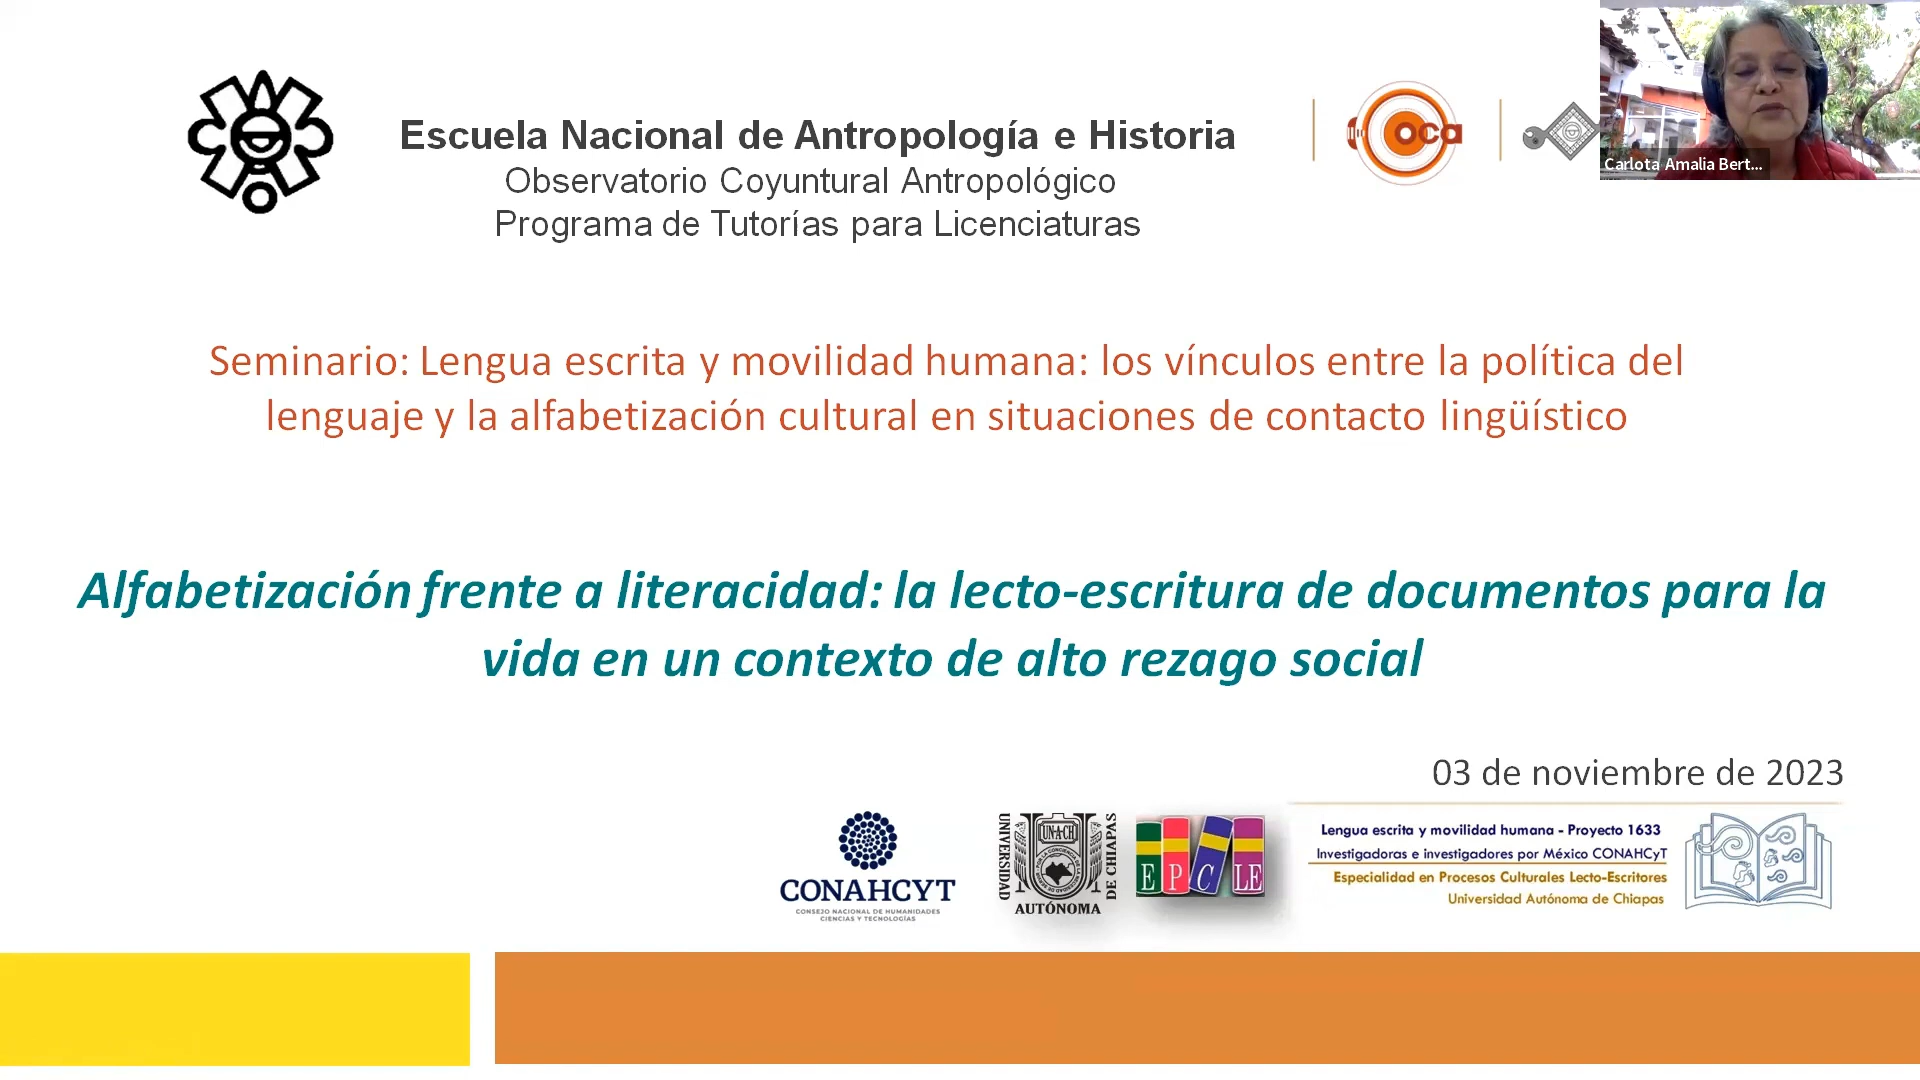 Escuela Nacional de Antropología e Historia
Observatorio Coyuntural Antropológico
Programa de Tutorías para Licenciaturas
oca
Carlota Amalia Bert...
Seminario: Lengua escrita y movilidad humana: los vínculos entre la política del
lenguaje y la alfabetización cultural en situaciones de contacto lingüístico
Alfabetización frente a literacidad: la lecto-escritura de documentos para la
vida en un contexto de alto rezago social
03 de noviembre de 2023
CONAHCYT
CONSEJO NACIONAL DE HUMANIDADES
CIENCIAS Y TECNOLOGÍAS
UNIVERSIDAD
UN·A·CH
DE CHIAPAS
AUTÓNOMA
E P C LE
Lengua escrita y movilidad humana - Proyecto 1633
Investigadoras e investigadores por México CONAHCyT
Especialidad en Procesos Culturales Lecto-Escritores
Universidad Autónoma de Chiapas